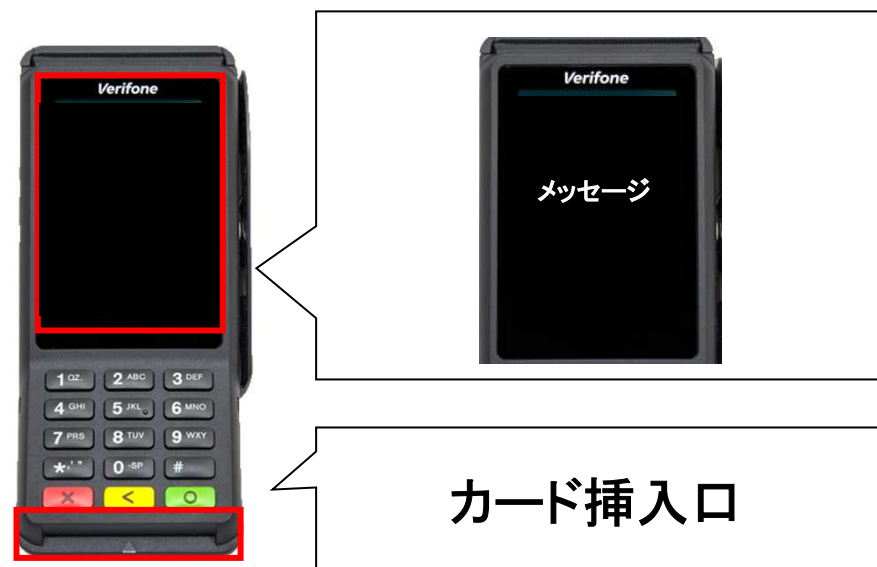 Verifone
1 QZ. 2 ABC 3 DEF
4 GHI 5 JKL 6 MNO
7 PRS 8 TUV 9 WXY
*,'" 0 -SP #
X < O
Verifone
メッセージ
カード挿入口